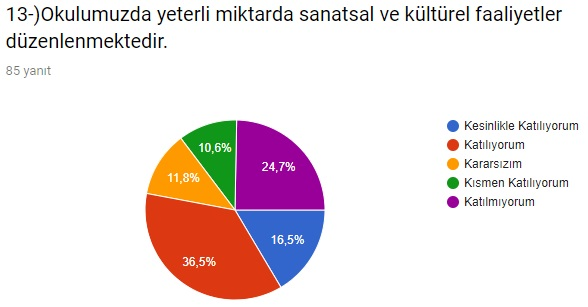 13-)Okulumuzda yeterli miktarda sanatsal ve kültürel faaliyetler
düzenlenmektedir.
85 yanıt
Kesinlikle Katılıyorum
Katılıyorum
Kararsızım
Kısmen Katılıyorum
Katılmıyorum
10,6%
24,7%
11,8%
16,5%
36,5%